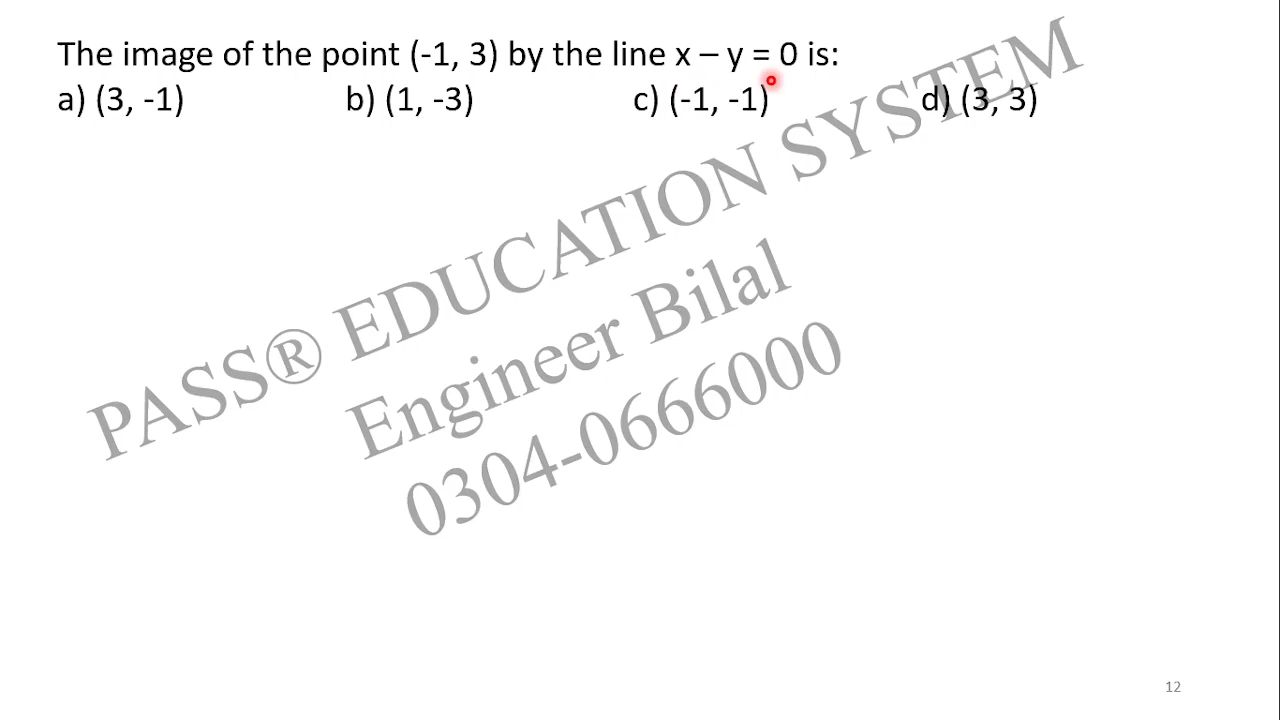 The image of the point (-1, 3) by the line x – y = 0 is:
a) (3, -1) b) (1, -3) c) (-1, -1) d) (3, 3)
PASS® EDUCATION SYSTEM
Engineer Bilal
0304-0666000
12